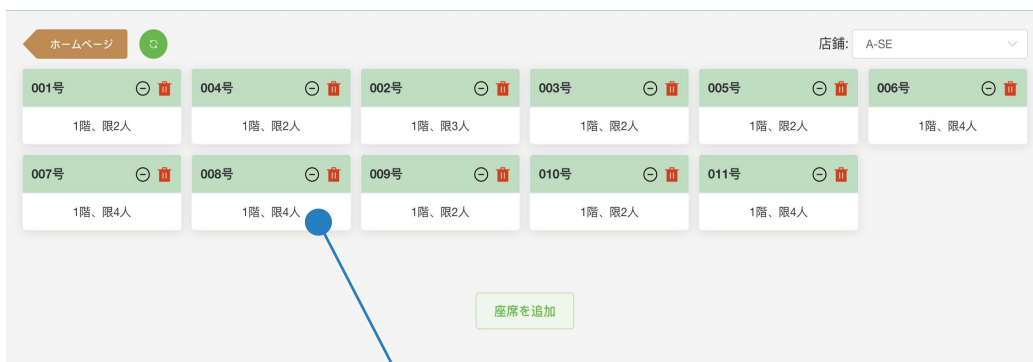 ホームページ
店鋪: A-SE
001号 004号 002号 003号 005号 006号
1階、限2人 1階、限2人 1階、限3人 1階、限2人 1階、限2人 1階、限4人
007号 008号 009号 010号 011号
1階、限4人 1階、限4人 1階、限2人 1階、限2人 1階、限4人
座席を追加